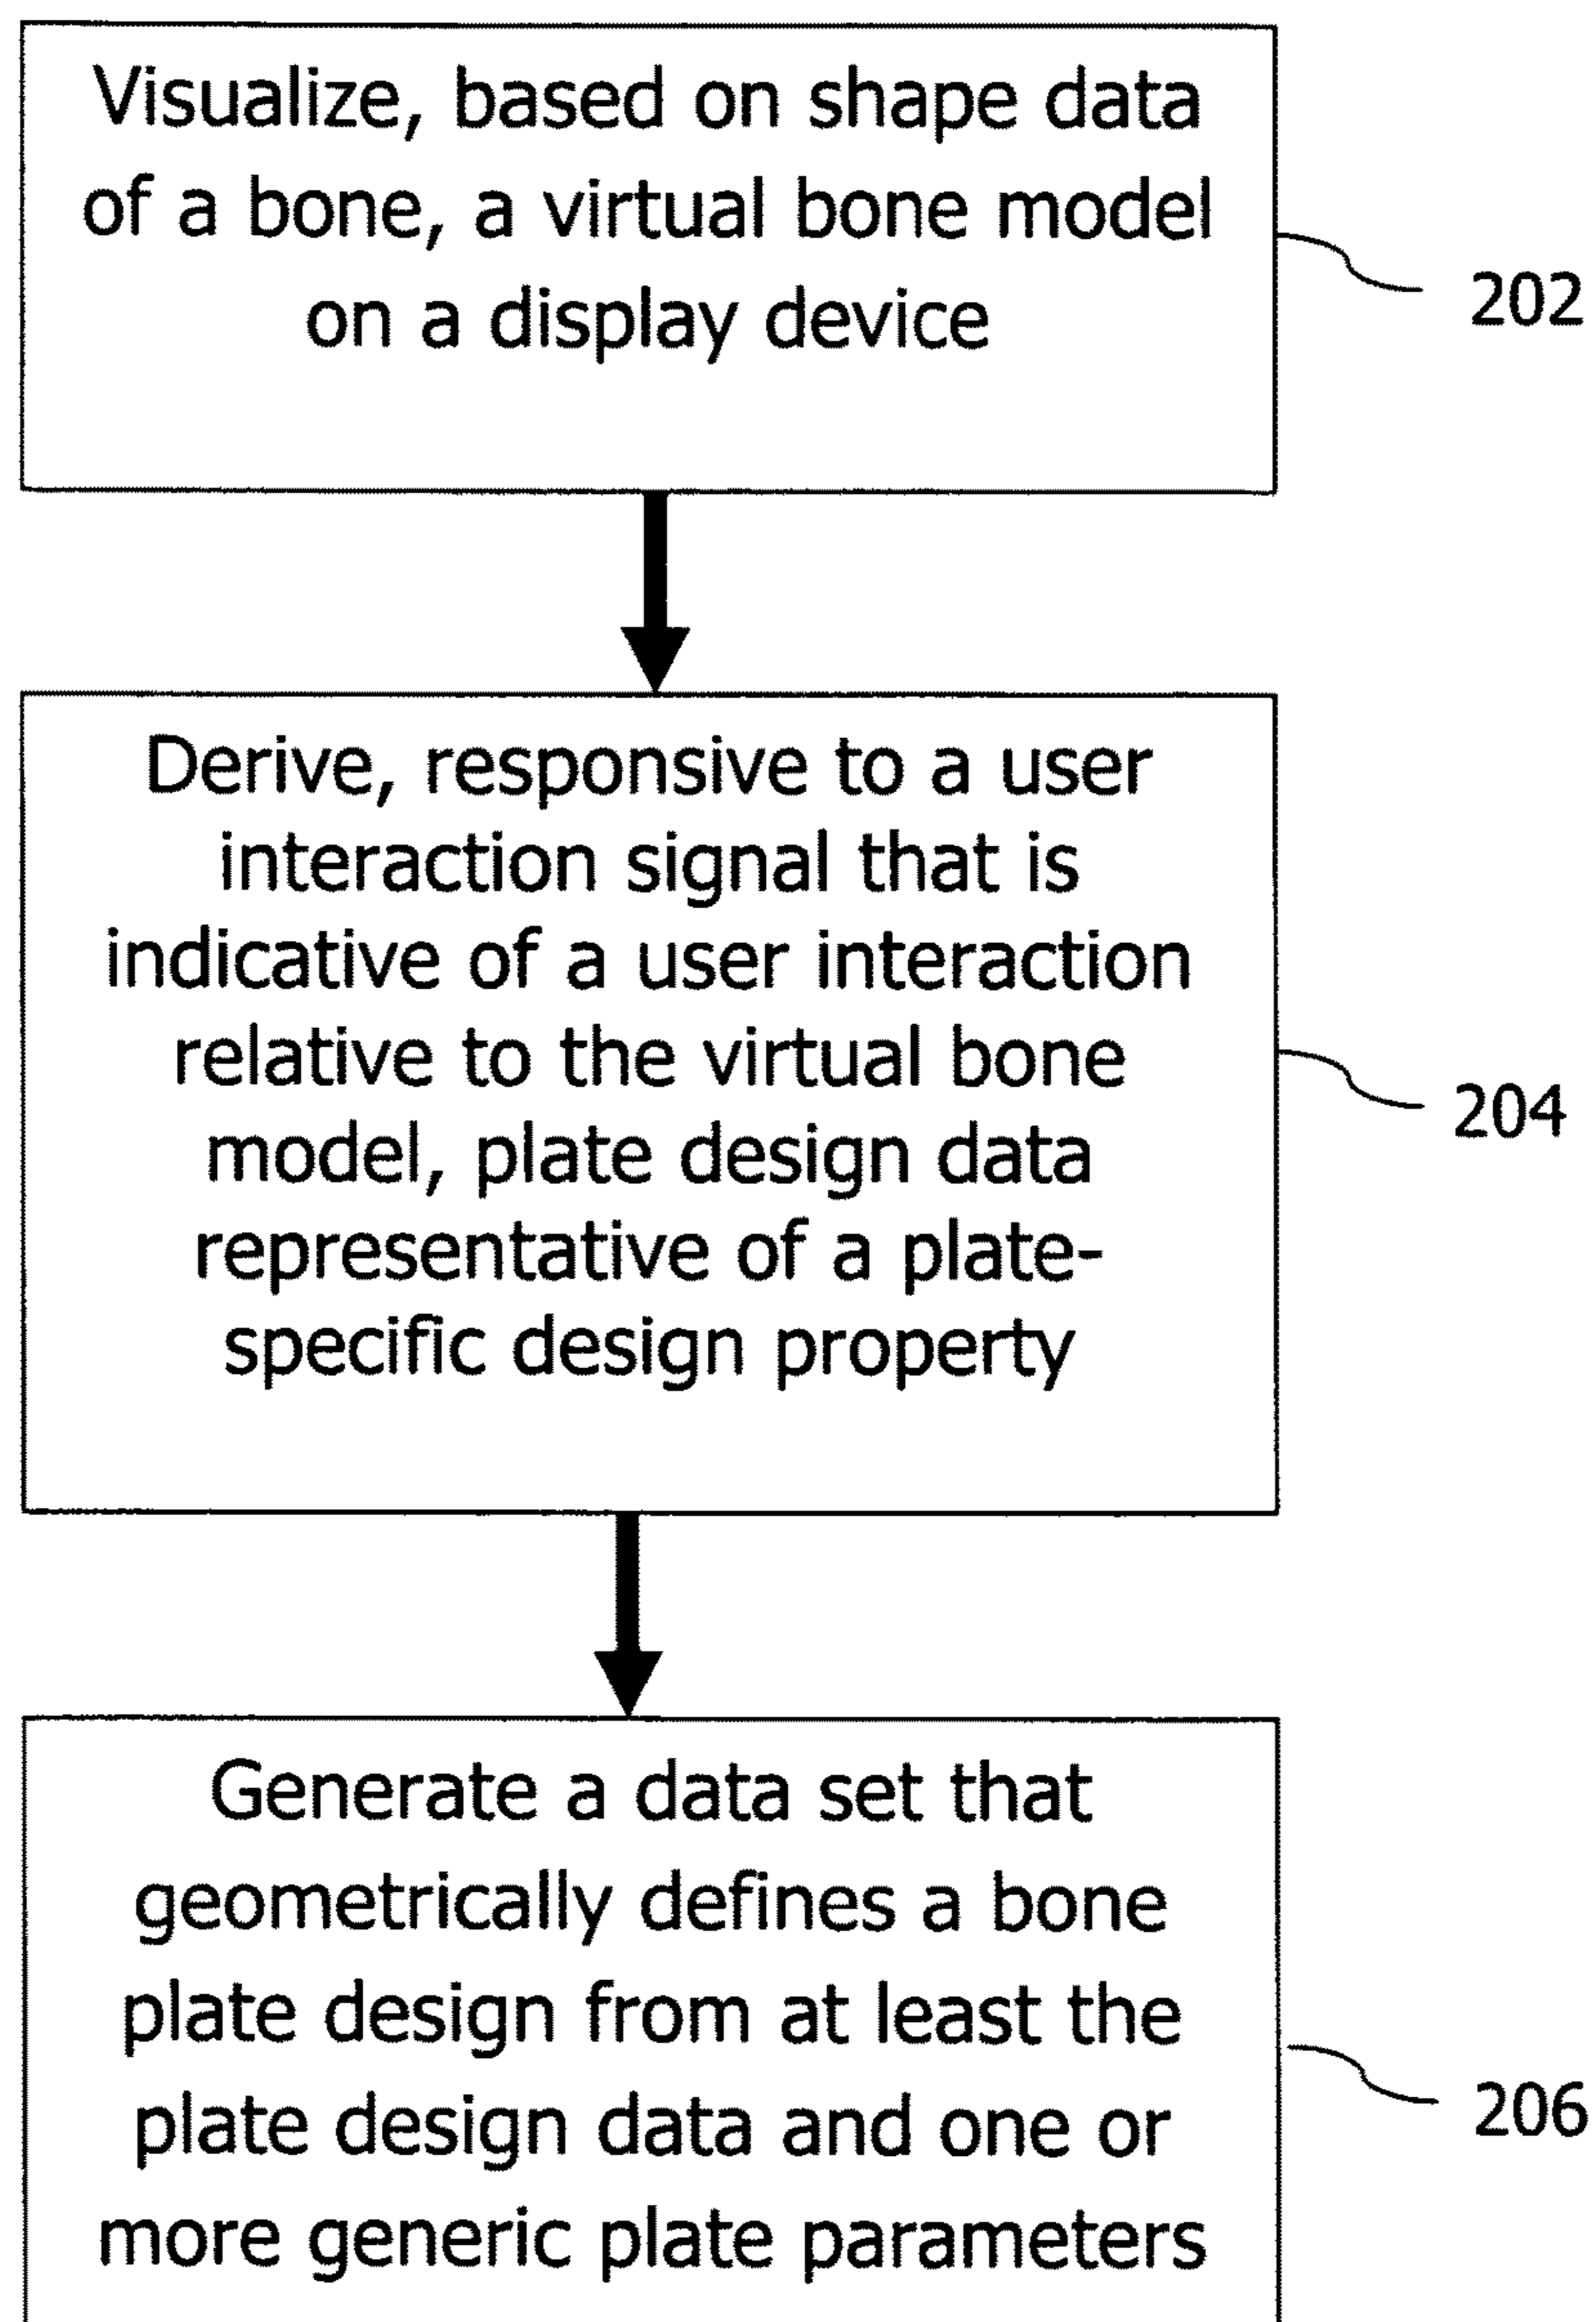 Visualize, based on shape data
of a bone, a virtual bone model
on a display device
202
Derive, responsive to a user
interaction signal that is
indicative of a user interaction
relative to the virtual bone
model, plate design data
representative of a plate-
specific design property
204
Generate a data set that
geometrically defines a bone
plate design from at least the
plate design data and one or
more generic plate parameters
206